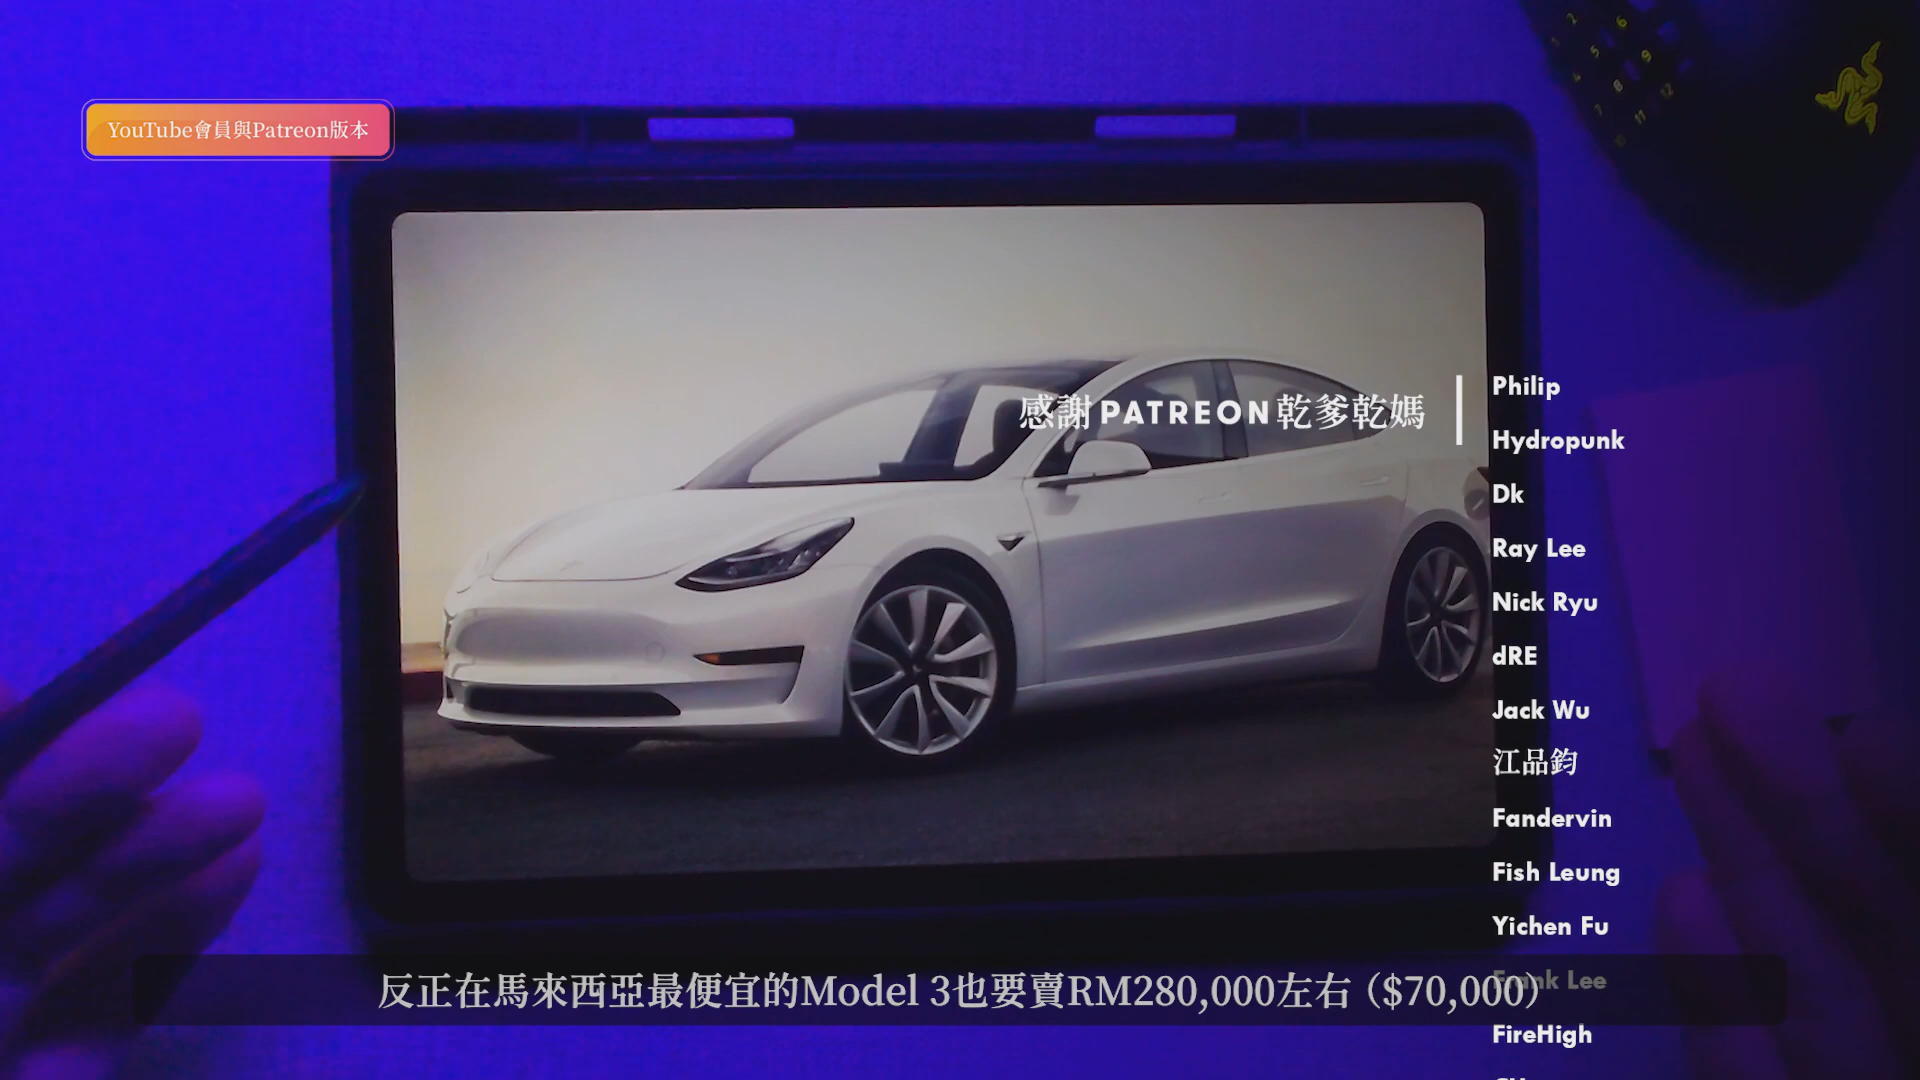 YouTube會員與Patreon版本
感謝PATREON乾爹乾媽
Philip
Hydropunk
Dk
Ray Lee
Nick Ryu
dRE
Jack Wu
江品鈞
Fandervin
Fish Leung
Yichen Fu
Frank Lee
反正在馬來西亞最便宜的Model 3也要賣RM280,000左右（$70,000）
FireHigh